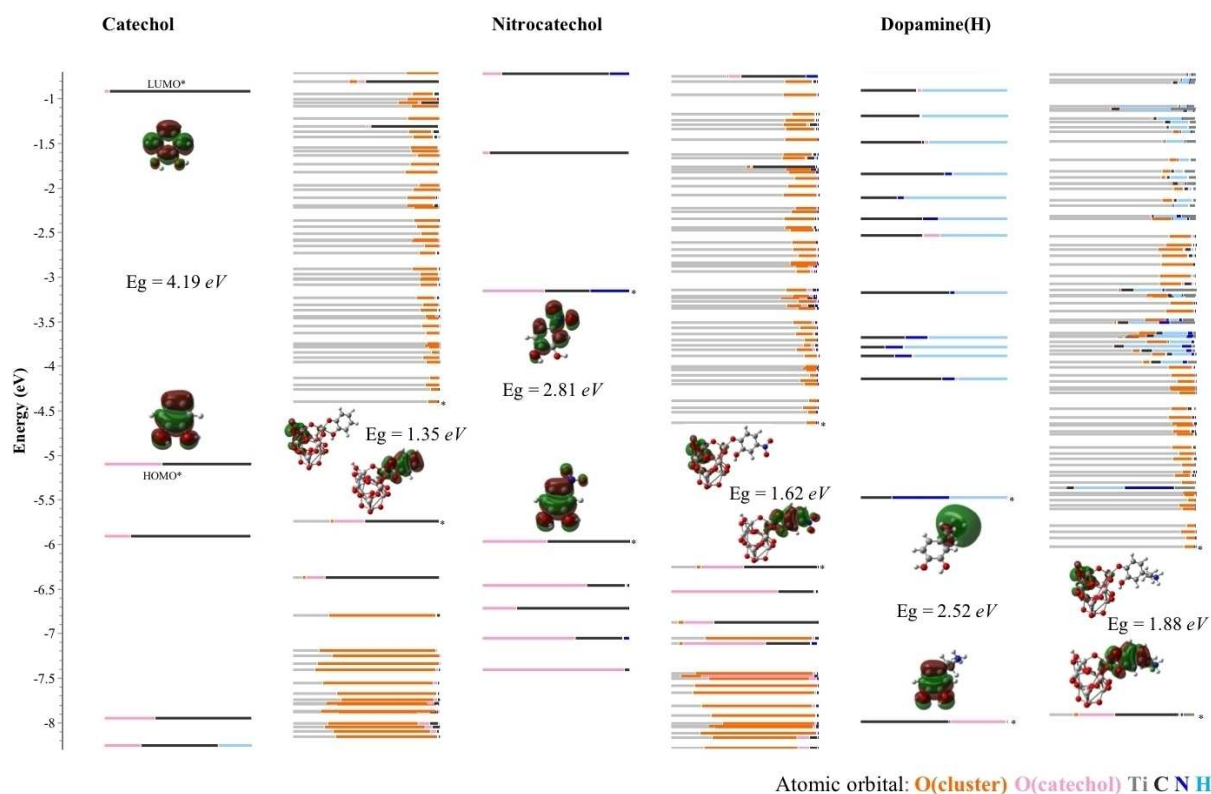 Catechol
Nitrocatechol
Dopamine(H)
LUMO*
-1
-1.5
-2
-2.5
-3
-3.5
-4
-4.5
-5
-5.5
-6
-6.5
-7
-7.5
-8
Energy (eV)
Eg = 4.19 eV
HOMO*
*
Eg = 1.35 eV
*
*
Eg = 2.81 eV
*
*
Eg = 1.62 eV
*
*
Eg = 2.52 eV
*
*
Eg = 1.88 eV
*
Atomic orbital: O(cluster) O(catechol) Ti C N H